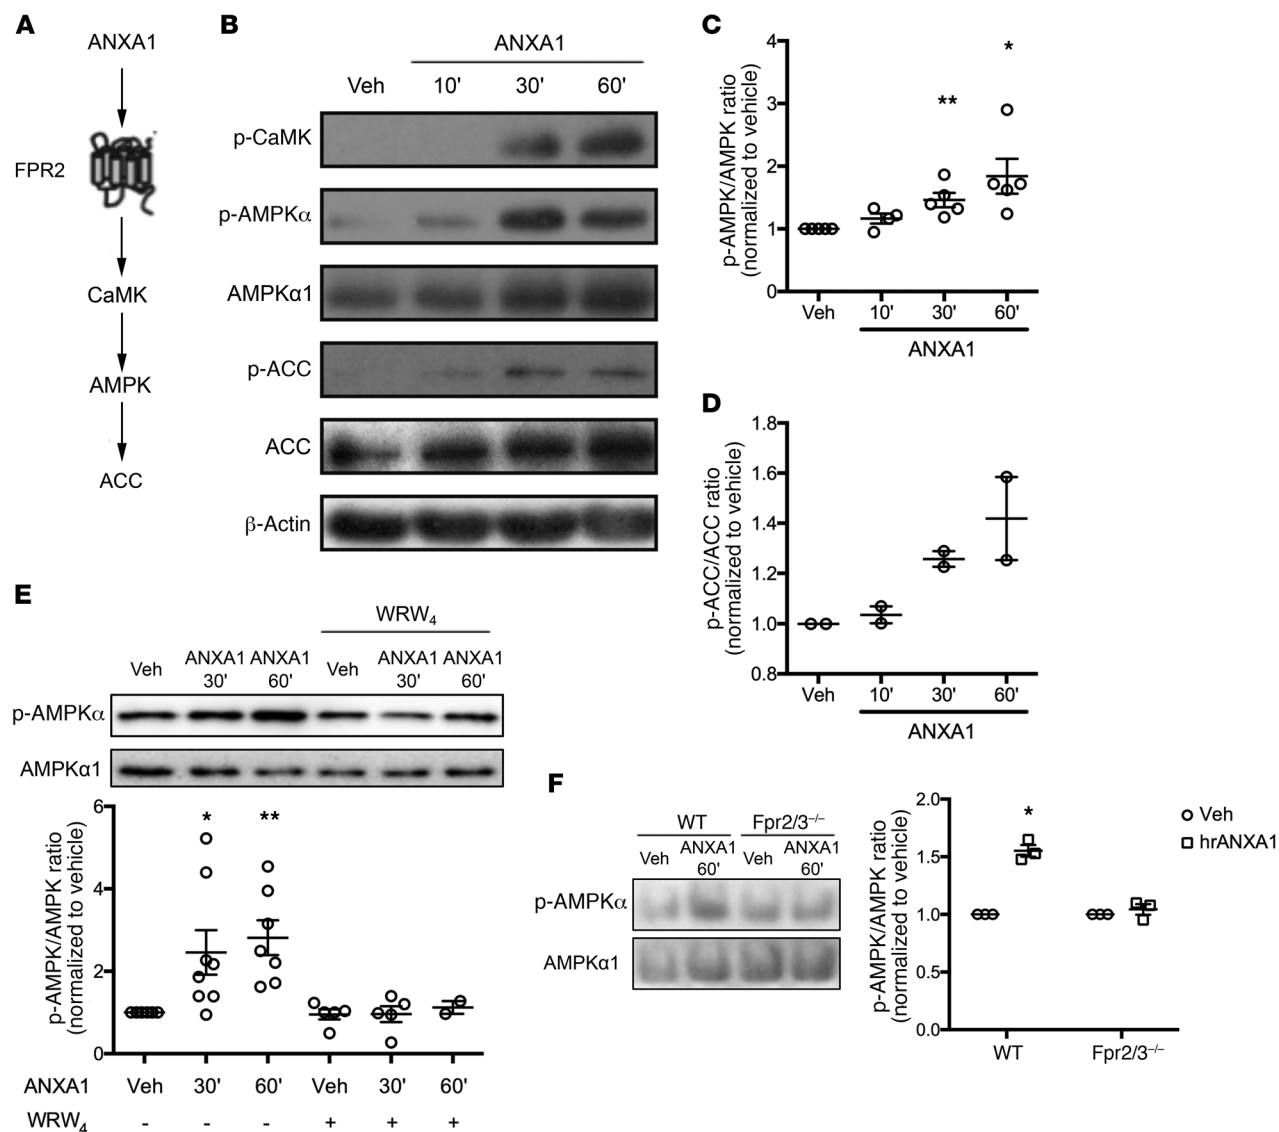 A
ANXA1
FPR2
CaMK
AMPK
ACC
B
ANXA1
Veh 10' 30' 60'
p-CaMK
p-AMPKα
AMPKα1
p-ACC
ACC
β-Actin
C
p-AMPK/AMPK ratio
(normalized to vehicle)
4
3
2
1
0
**
*
Veh 10' 30' 60'
ANXA1
D
p-ACC/ACC ratio
(normalized to vehicle)
1.8
1.6
1.4
1.2
1.0
0.8
Veh 10' 30' 60'
ANXA1
E
WRW4
Veh ANXA1 30' ANXA1 60' Veh ANXA1 30' ANXA1 60'
p-AMPKα
AMPKα1
p-AMPK/AMPK ratio
(normalized to vehicle)
6
4
2
0
* **
ANXA1 Veh 30' 60' Veh 30' 60'
WRW4 - - - + + +
F
WT Fpr2/3–/–
Veh ANXA1 60' Veh ANXA1 60'
p-AMPKα
AMPKα1
p-AMPK/AMPK ratio
(normalized to vehicle)
2.0
1.5
1.0
0.5
0.0
*
WT Fpr2/3–/–
Veh
hrANXA1